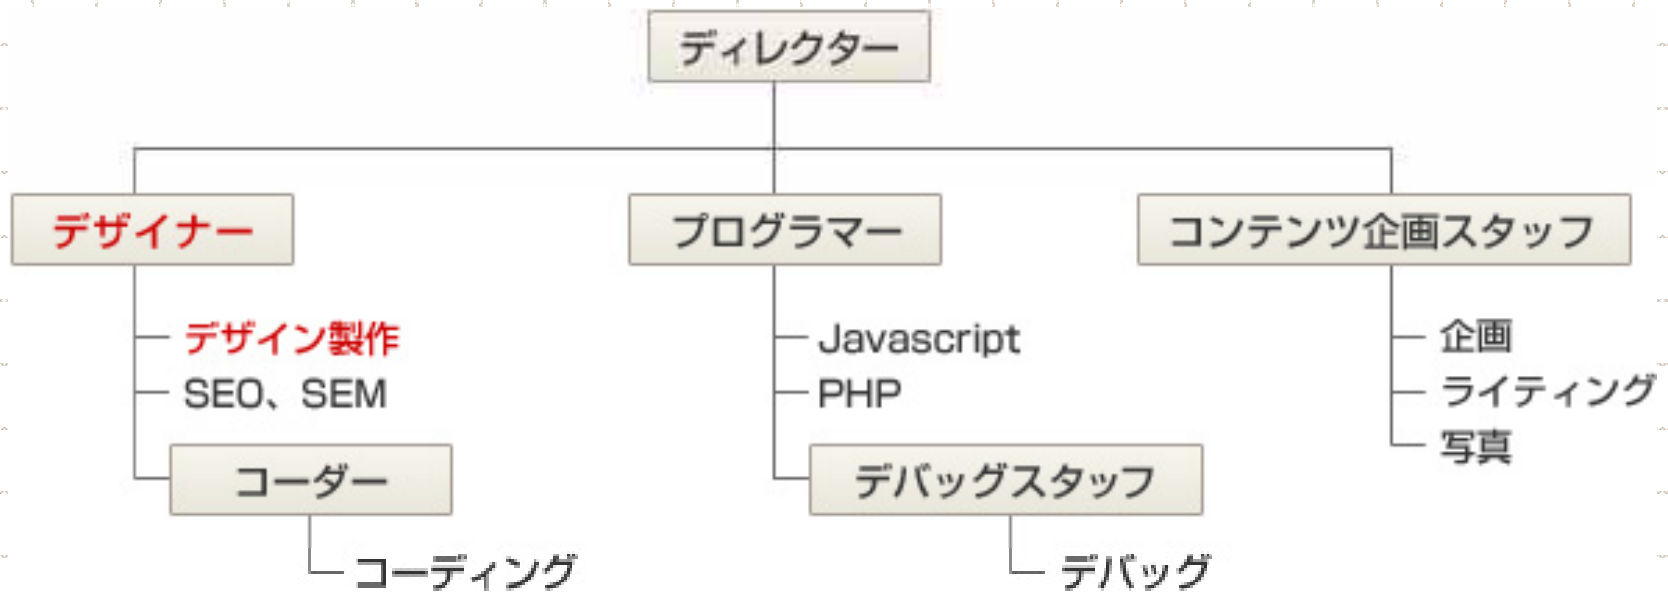 ディレクター
デザイナー
プログラマー
コンテンツ企画スタッフ
デザイン製作
SEO、SEM
コーダー
コーディング
Javascript
PHP
デバッグスタッフ
デバッグ
企画
ライティング
写真